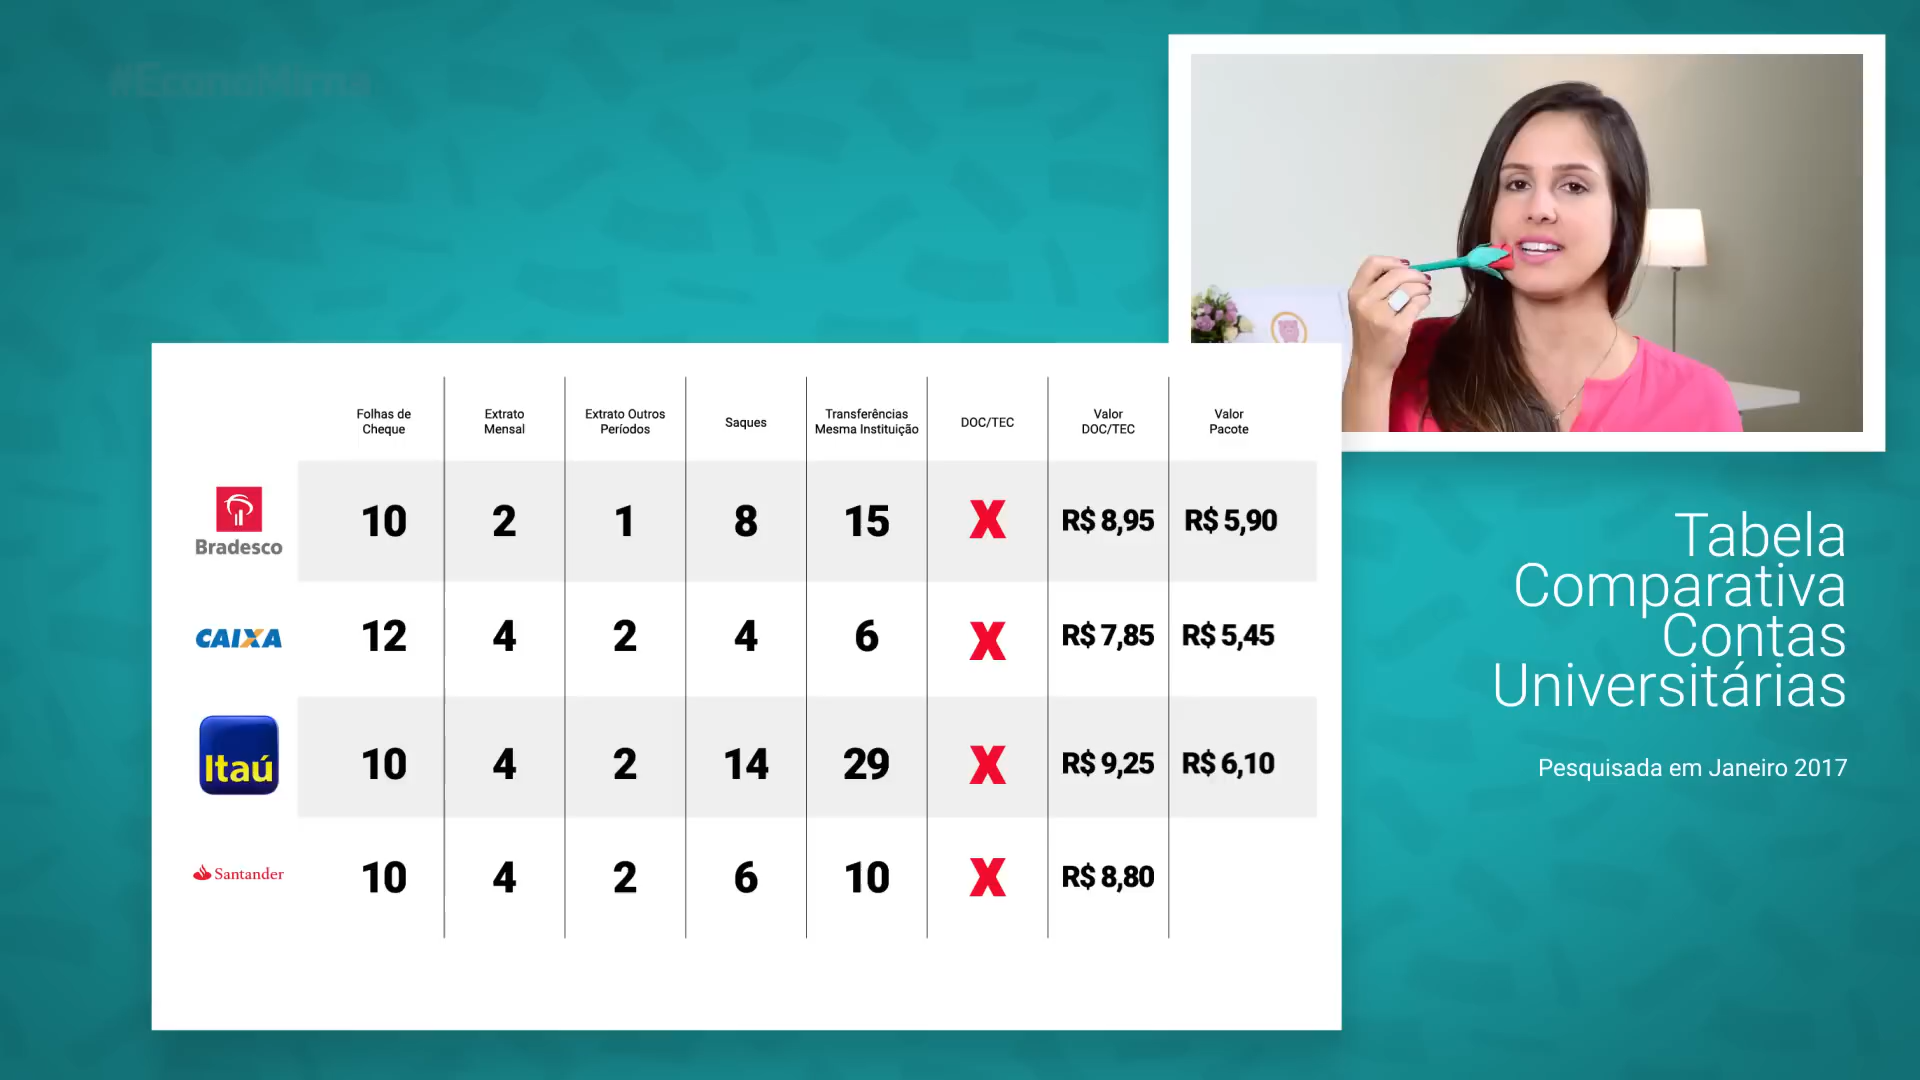 #EconoMirna
Folhas de
Cheque
Extrato
Mensal
Extrato Outros
Períodos
Saques
Transferências
Mesma Instituição
DOC/TEC
Valor
DOC/TEC
Valor
Pacote
Bradesco
10 2 1 8 15 X R$ 8,95 R$ 5,90
CAIXA
12 4 2 4 6 X R$ 7,85 R$ 5,45
Itaú
10 4 2 14 29 X R$ 9,25 R$ 6,10
Santander
10 4 2 6 10 X R$ 8,80
Tabela
Comparativa
Contas
Universitárias
Pesquisada em Janeiro 2017